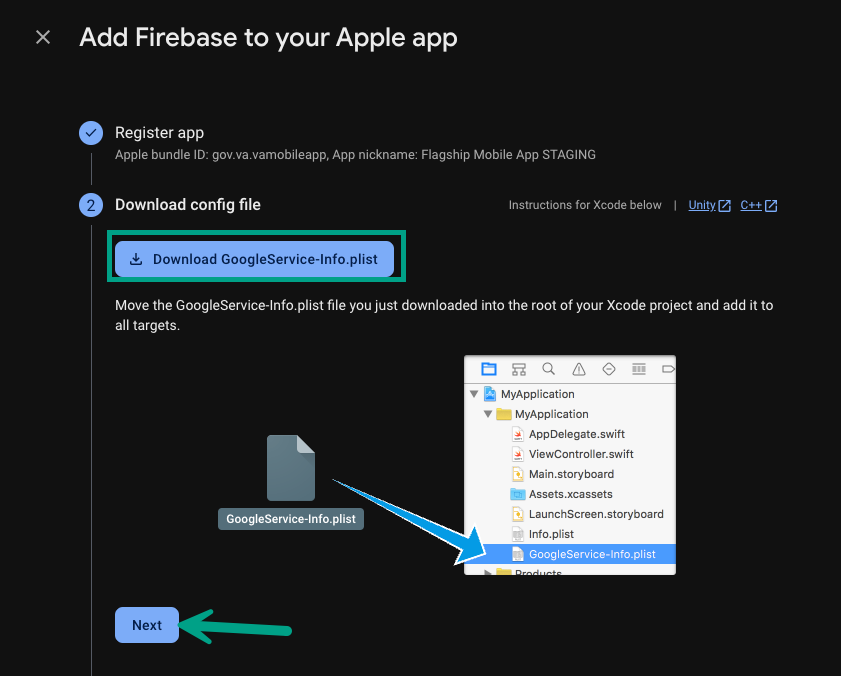 Add Firebase to your Apple app
Register app
Apple bundle ID: gov.va.vamobileapp, App nickname: Flagship Mobile App STAGING
2 Download config file
Instructions for Xcode below | Unity C++
Download GoogleService-Info.plist
Move the GoogleService-Info.plist file you just downloaded into the root of your Xcode project and add it to
all targets.
GoogleService-Info.plist
MyApplication
MyApplication
AppDelegate.swift
ViewController.swift
Main.storyboard
Assets.xcassets
LaunchScreen.storyboard
Info.plist
GoogleService-Info.plist
Products
Next